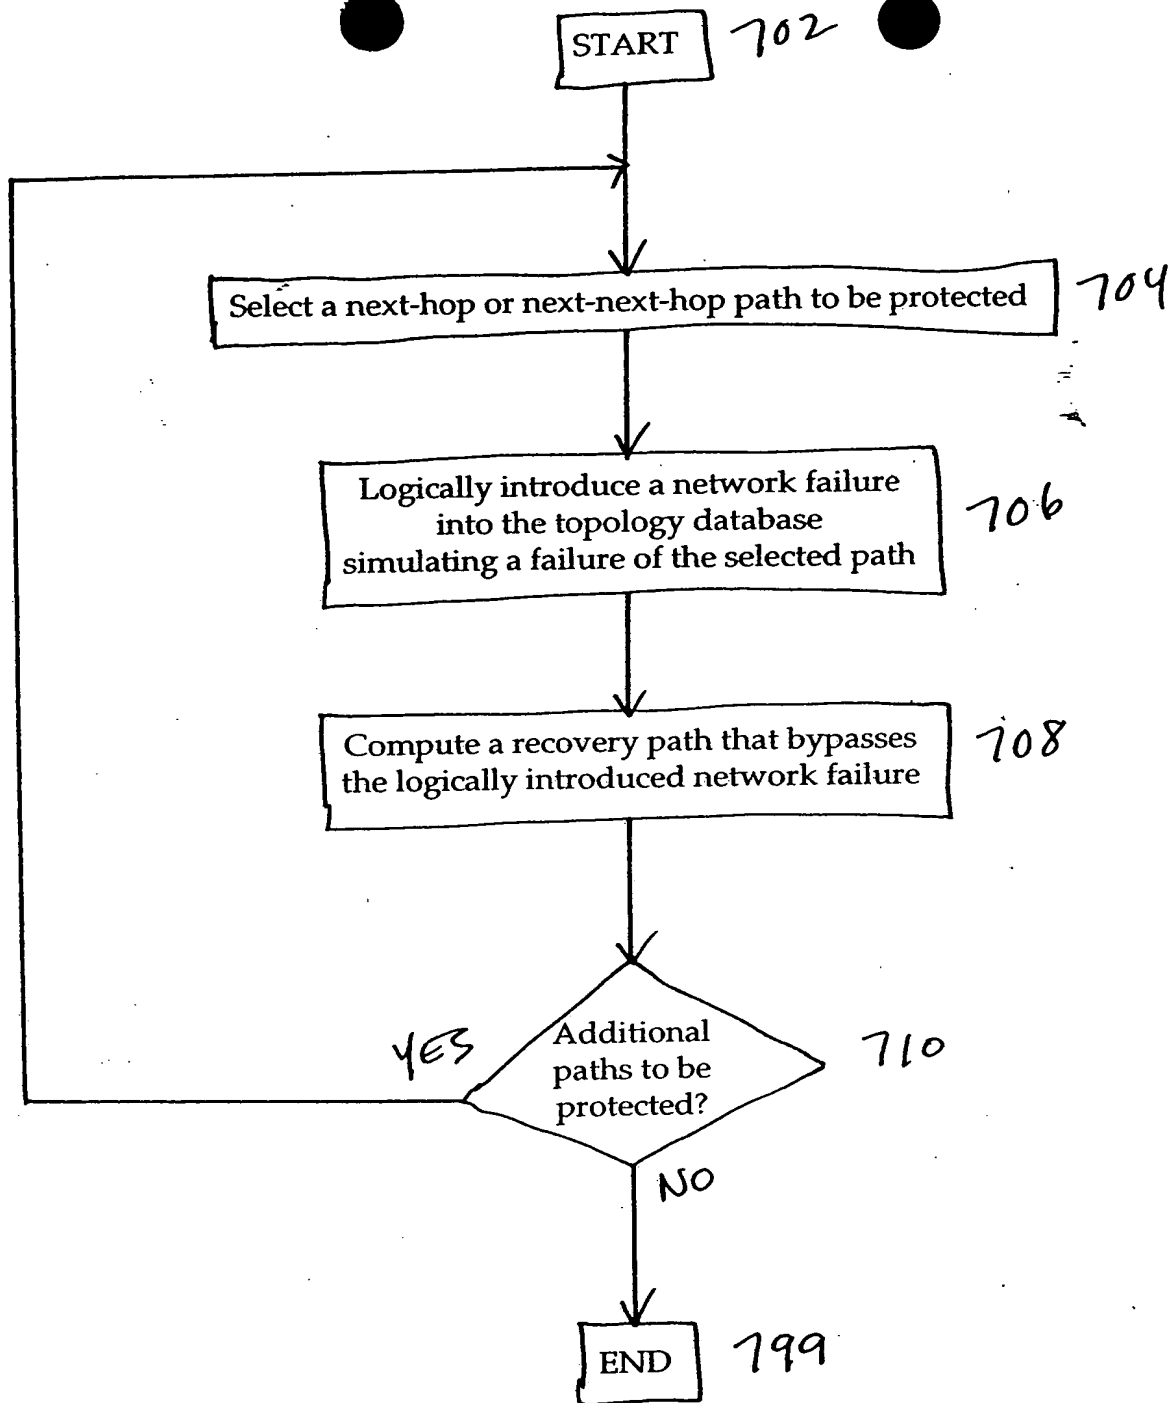 START 702
Select a next-hop or next-next-hop path to be protected 704
Logically introduce a network failure
into the topology database
simulating a failure of the selected path
706
Compute a recovery path that bypasses
the logically introduced network failure
708
YES
Additional
paths to be
protected?
710
NO
END 799